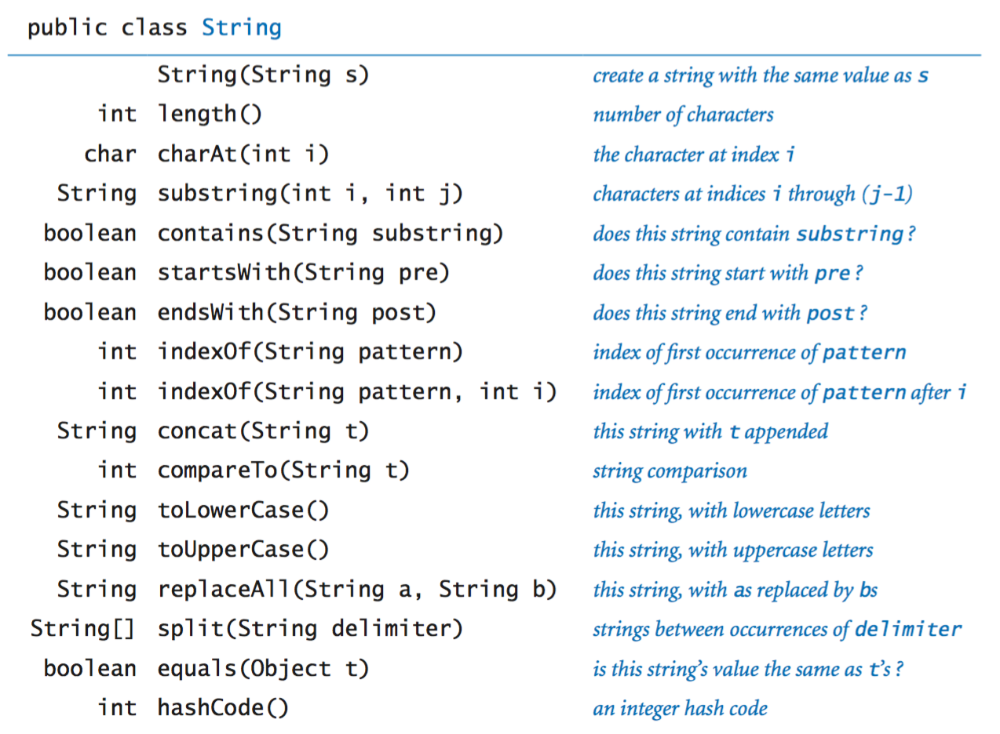 public class String
String(String s) create a string with the same value as s
int length() number of characters
char charAt(int i) the character at index i
String substring(int i, int j) characters at indices i through (j-1)
boolean contains(String substring) does this string contain substring?
boolean startsWith(String pre) does this string start with pre?
boolean endsWith(String post) does this string end with post?
int indexOf(String pattern) index of first occurrence of pattern
int indexOf(String pattern, int i) index of first occurrence of pattern after i
String concat(String t) this string with t appended
int compareTo(String t) string comparison
String toLowerCase() this string, with lowercase letters
String toUpperCase() this string, with uppercase letters
String replaceAll(String a, String b) this string, with as replaced by bs
String[] split(String delimiter) strings between occurrences of delimiter
boolean equals(Object t) is this string's value the same as t's?
int hashCode() an integer hash code